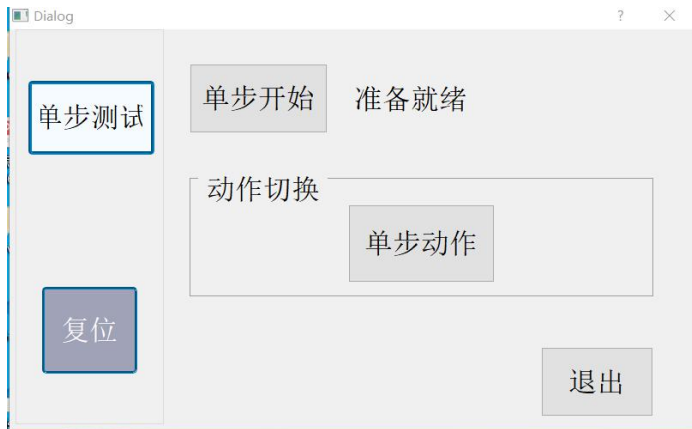 Dialog
单步测试
单步开始
准备就绪
动作切换
单步动作
复位
退出